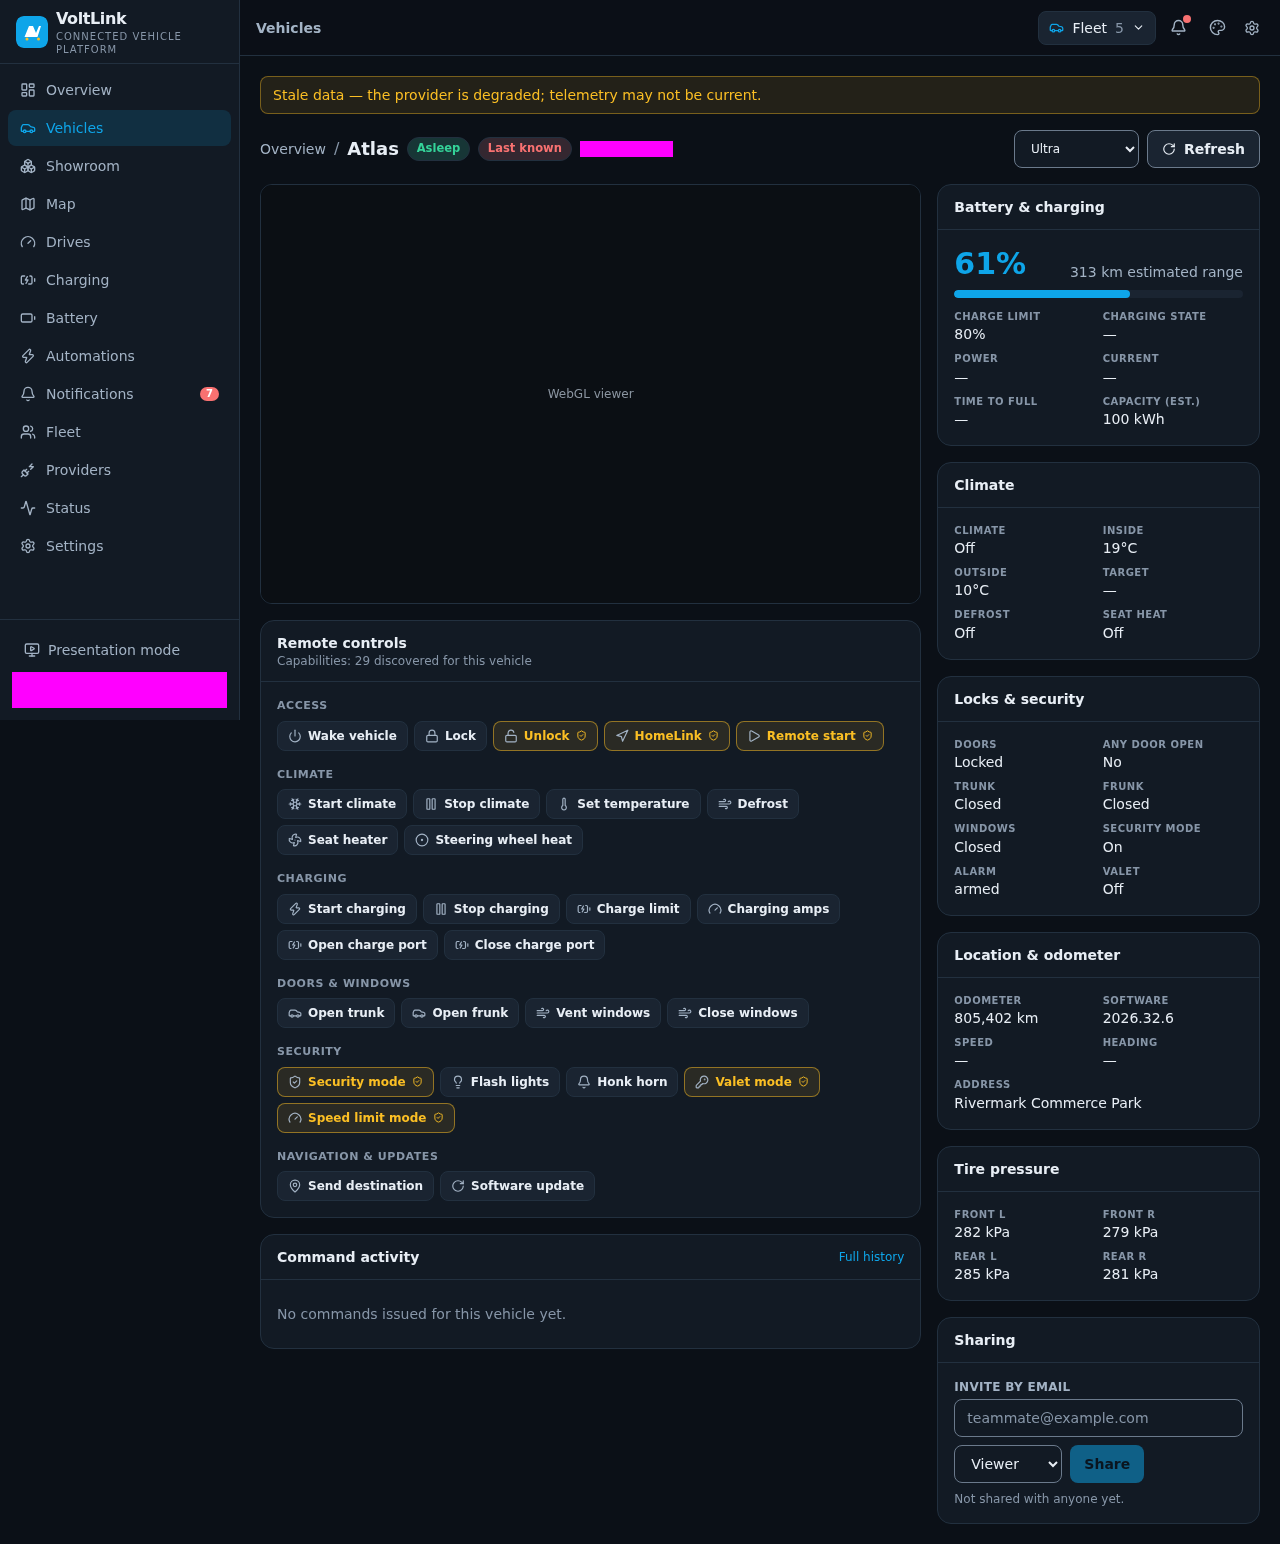 VoltLink
CONNECTED VEHICLE
PLATFORM
Overview
Vehicles
Showroom
Map
Drives
Charging
Battery
Automations
Notifications 7
Fleet
Providers
Status
Settings
Presentation mode
Vehicles
Fleet 5
Stale data — the provider is degraded; telemetry may not be current.
Overview / Atlas Asleep Last known
Ultra Refresh
WebGL viewer
Remote controls
Capabilities: 29 discovered for this vehicle
ACCESS
Wake vehicle Lock Unlock HomeLink Remote start
CLIMATE
Start climate Stop climate Set temperature Defrost
Seat heater Steering wheel heat
CHARGING
Start charging Stop charging Charge limit Charging amps
Open charge port Close charge port
DOORS & WINDOWS
Open trunk Open frunk Vent windows Close windows
SECURITY
Security mode Flash lights Honk horn Valet mode
Speed limit mode
NAVIGATION & UPDATES
Send destination Software update
Command activity Full history
No commands issued for this vehicle yet.
Battery & charging
61% 313 km estimated range
CHARGE LIMIT CHARGING STATE
80% —
POWER CURRENT
— —
TIME TO FULL CAPACITY (EST.)
— 100 kWh
Climate
CLIMATE INSIDE
Off 19°C
OUTSIDE TARGET
10°C —
DEFROST SEAT HEAT
Off Off
Locks & security
DOORS ANY DOOR OPEN
Locked No
TRUNK FRUNK
Closed Closed
WINDOWS SECURITY MODE
Closed On
ALARM VALET
armed Off
Location & odometer
ODOMETER SOFTWARE
805,402 km 2026.32.6
SPEED HEADING
— —
ADDRESS
Rivermark Commerce Park
Tire pressure
FRONT L FRONT R
282 kPa 279 kPa
REAR L REAR R
285 kPa 281 kPa
Sharing
INVITE BY EMAIL
teammate@example.com
Viewer Share
Not shared with anyone yet.